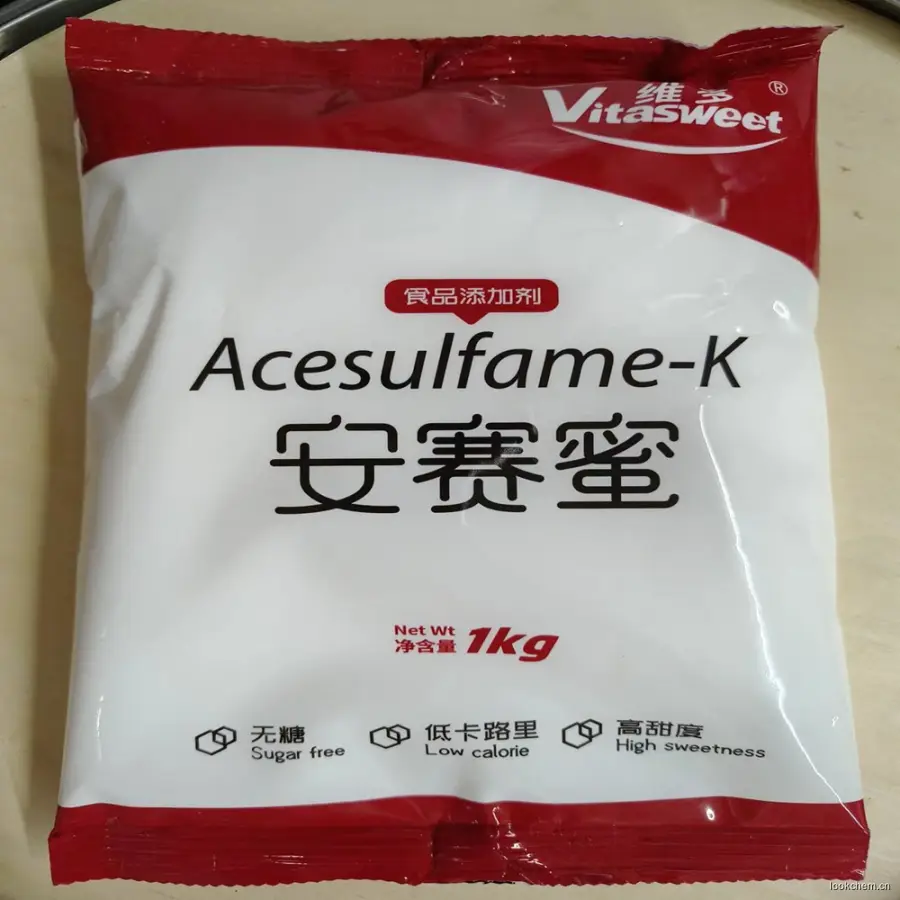 维多
Vitasweet®
食品添加剂
Acesulfame-K
安赛蜜
Net Wt
净含量
1kg
无糖
Sugar free
低卡路里
Low calorie
高甜度
High sweetness
lookchem.cn